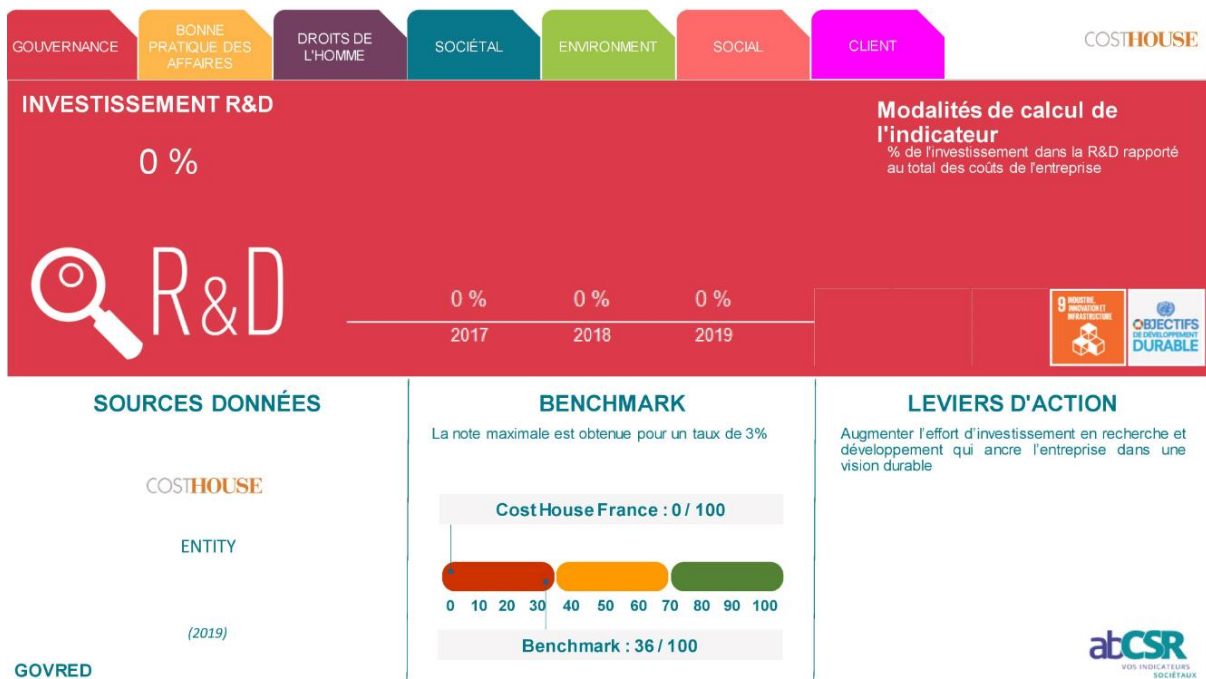 GOUVERNANCE
BONNE
PRATIQUE DES
AFFAIRES
DROITS DE
L'HOMME
SOCIÉTAL
ENVIRONMENT
SOCIAL
CLIENT
COSTHOUSE
INVESTISSEMENT R&D
0 %
Modalités de calcul de
l'indicateur
% de l'investissement dans la R&D rapporté
au total des coûts de l'entreprise
R&D
0 % 0 % 0 %
2017 2018 2019
9 INDUSTRIE,
INNOVATION ET
INFRASTRUCTURE
OBJECTIFS
DE DÉVELOPPEMENT
DURABLE
SOURCES DONNÉES
COSTHOUSE
ENTITY
(2019)
GOVRED
BENCHMARK
La note maximale est obtenue pour un taux de 3%
Cost House France : 0 / 100
0 10 20 30 40 50 60 70 80 90 100
Benchmark : 36 / 100
LEVIERS D'ACTION
Augmenter l'effort d'investissement en recherche et
développement qui ancre l'entreprise dans une
vision durable
abCSR
VOS INDICATEURS
SOCIÉTAUX